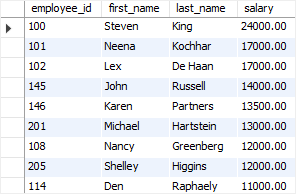 employee_id first_name last_name salary
100 Steven King 24000.00
101 Neena Kochhar 17000.00
102 Lex De Haan 17000.00
145 John Russell 14000.00
146 Karen Partners 13500.00
201 Michael Hartstein 13000.00
108 Nancy Greenberg 12000.00
205 Shelley Higgins 12000.00
114 Den Raphaely 11000.00